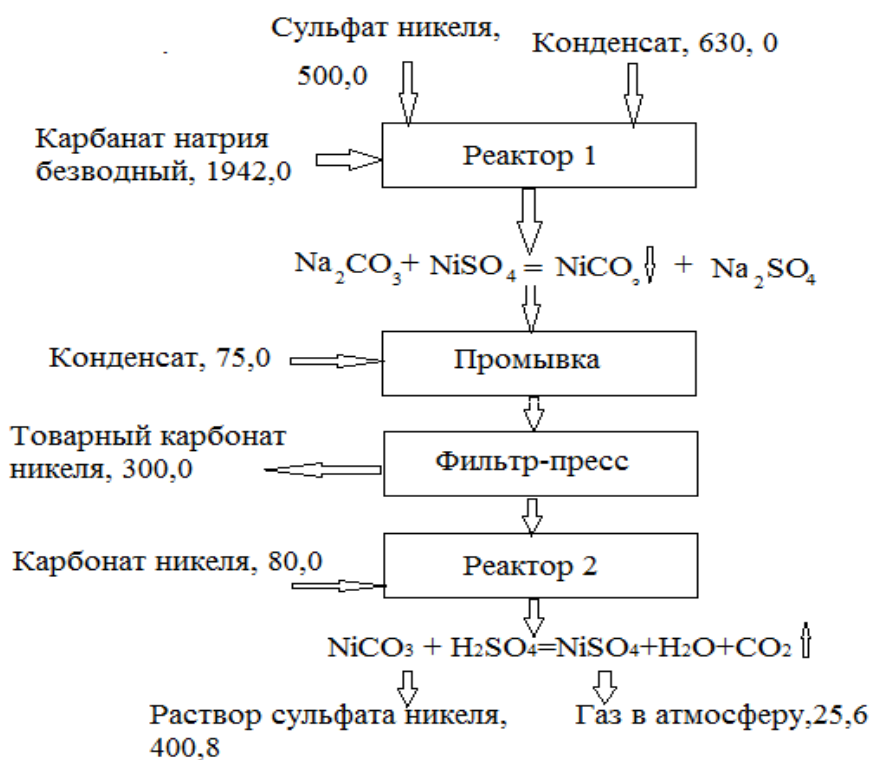 Сульфат никеля,
500,0
Конденсат, 630, 0
Карбанат натрия
безводный, 1942,0
Реактор 1
Na₂CO₃+ NiSO₄ = NiCO₃ + Na₂SO₄
Конденсат, 75,0
Промывка
Товарный карбонат
никеля, 300,0
Фильтр-пресс
Карбонат никеля, 80,0
Реактор 2
NiCO₃ + H₂SO₄=NiSO₄+H₂O+CO₂
Раствор сульфата никеля,
400,8
Газ в атмосферу,25,6